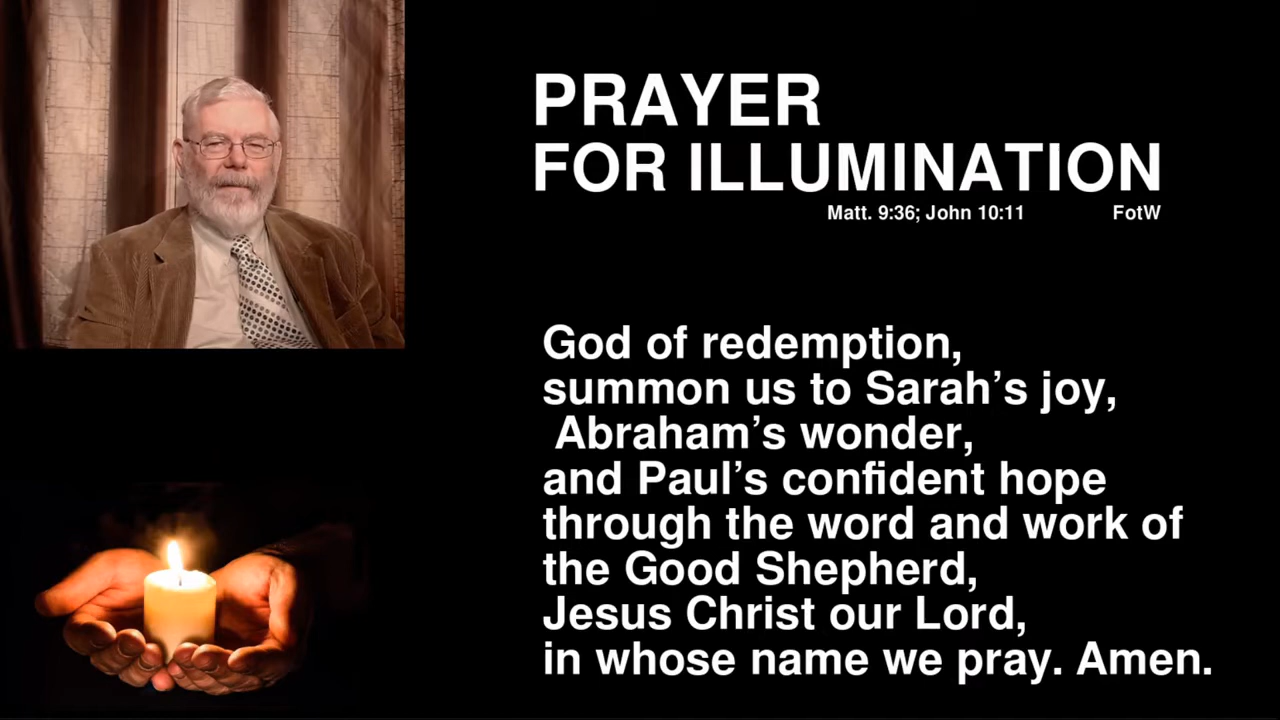 PRAYER
FOR ILLUMINATION
Matt. 9:36; John 10:11 FotW
God of redemption,
summon us to Sarah’s joy,
Abraham’s wonder,
and Paul’s confident hope
through the word and work of
the Good Shepherd,
Jesus Christ our Lord,
in whose name we pray. Amen.